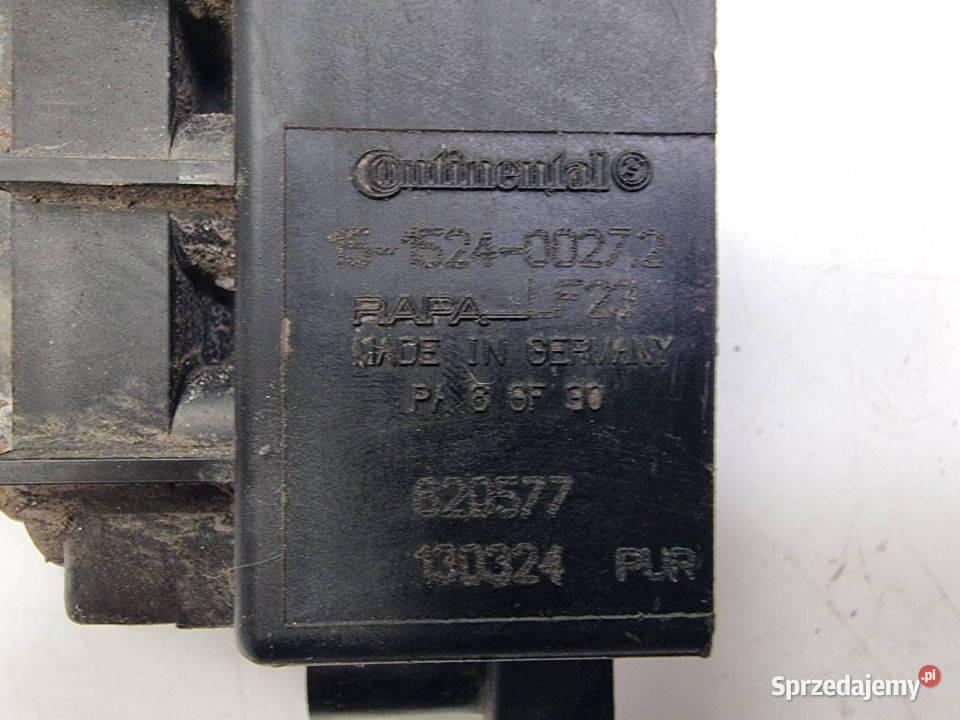 Continental
15-1524-0027.2
RAPA LF23
MADE IN GERMANY
PA 6 GF 30
620577
130324 PUR
Sprzedajemy.pl